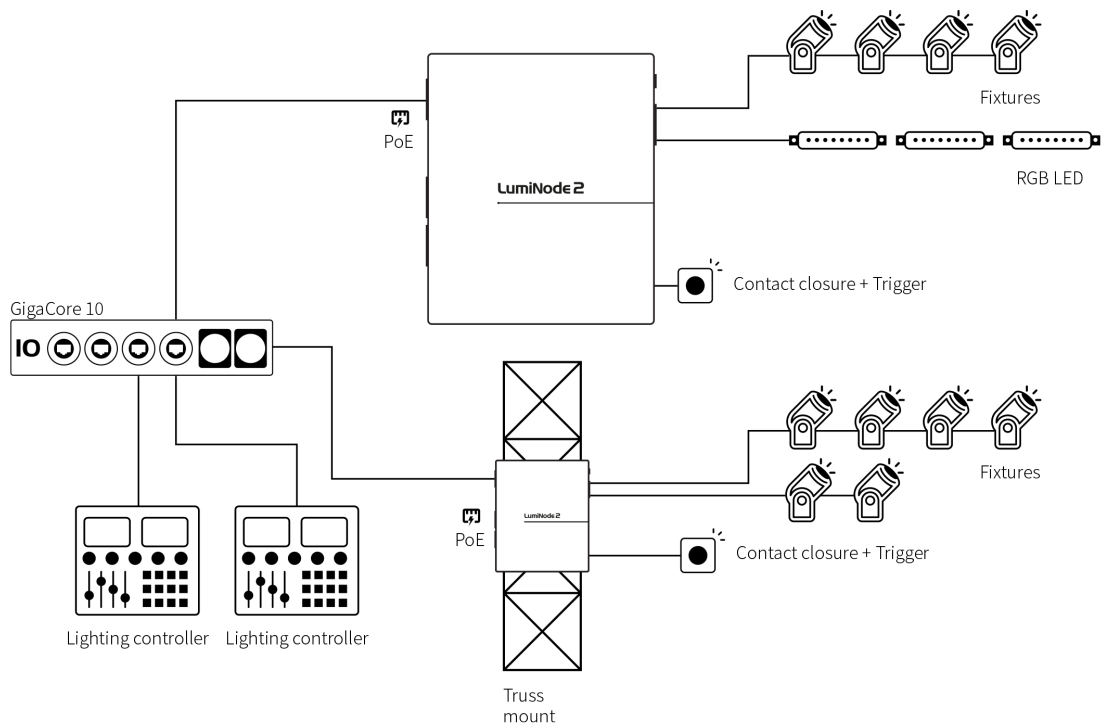 Fixtures
PoE
RGB LED
LumiNode 2
Contact closure + Trigger
GigaCore 10
IO
Fixtures
LumiNode 2
PoE
Contact closure + Trigger
Lighting controller
Lighting controller
Truss
mount